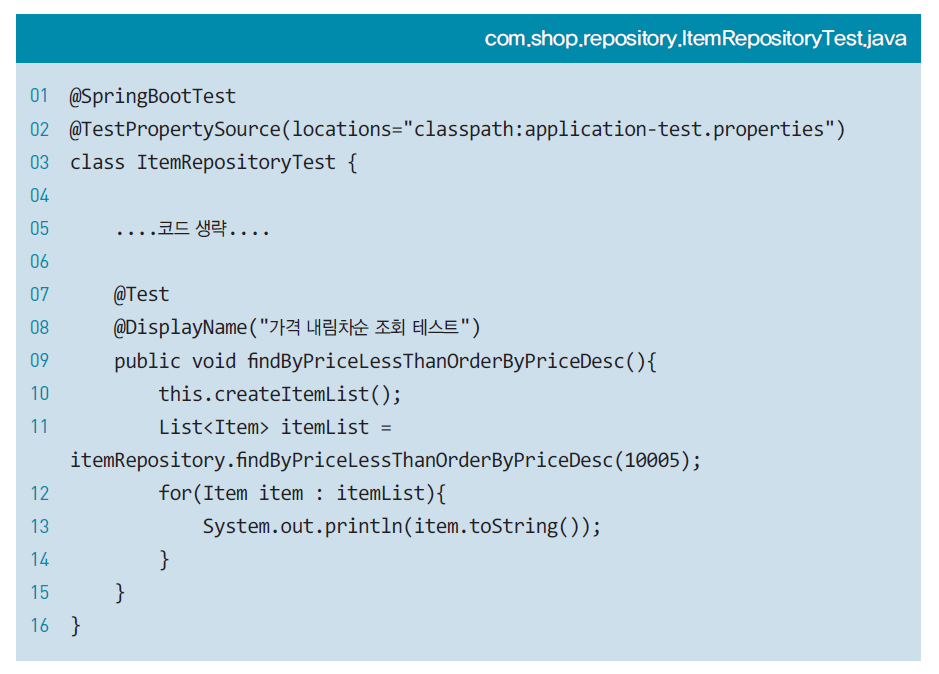 com.shop.repository.ItemRepositoryTest.java
01 @SpringBootTest
02 @TestPropertySource(locations="classpath:application-test.properties")
03 class ItemRepositoryTest {
04
05     ....코드 생략....
06
07     @Test
08     @DisplayName("가격 내림차순 조회 테스트")
09     public void findByPriceLessThanOrderByPriceDesc(){
10         this.createItemList();
11         List<Item> itemList =
itemRepository.findByPriceLessThanOrderByPriceDesc(10005);
12         for(Item item : itemList){
13             System.out.println(item.toString());
14         }
15     }
16 }